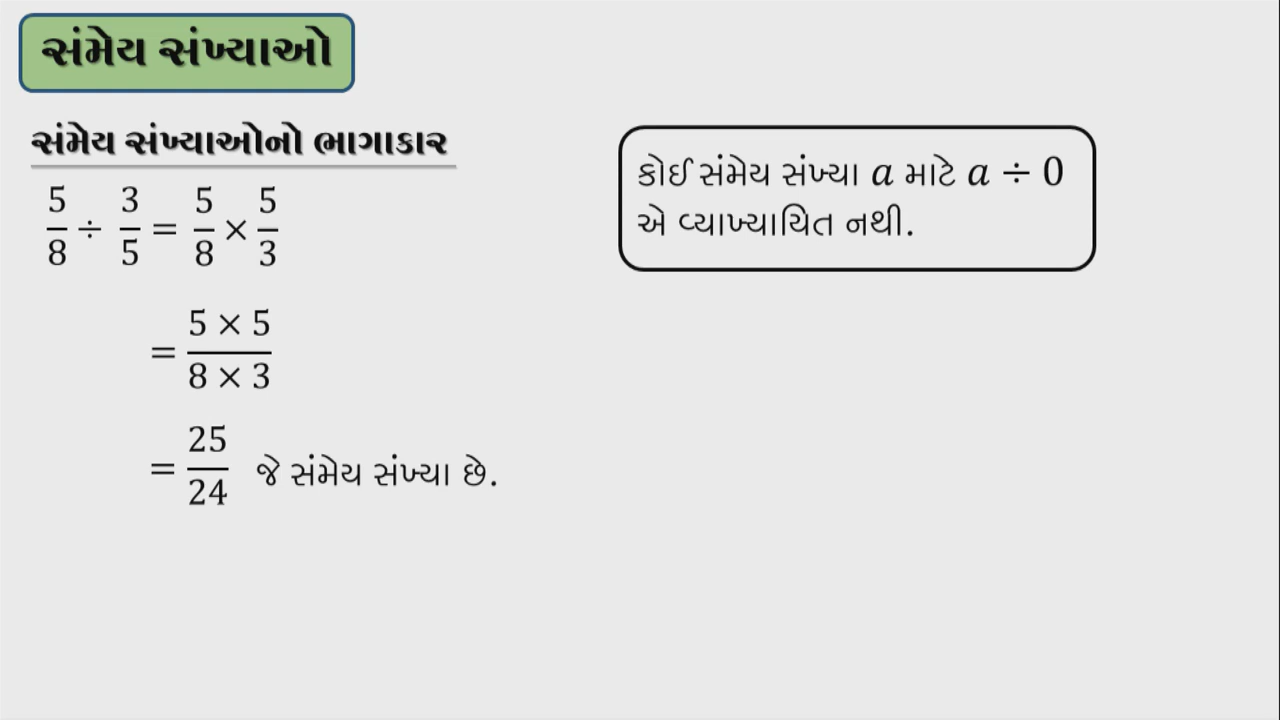 સંમેય સંખ્યાઓ
સંમેય સંખ્યાઓનો ભાગાકાર
5/8 ÷ 3/5 = 5/8 × 5/3
= (5 × 5)/(8 × 3)
= 25/24 જે સંમેય સંખ્યા છે.
કોઈ સંમેય સંખ્યા a માટે a ÷ 0
એ વ્યાખ્યાયિત નથી.